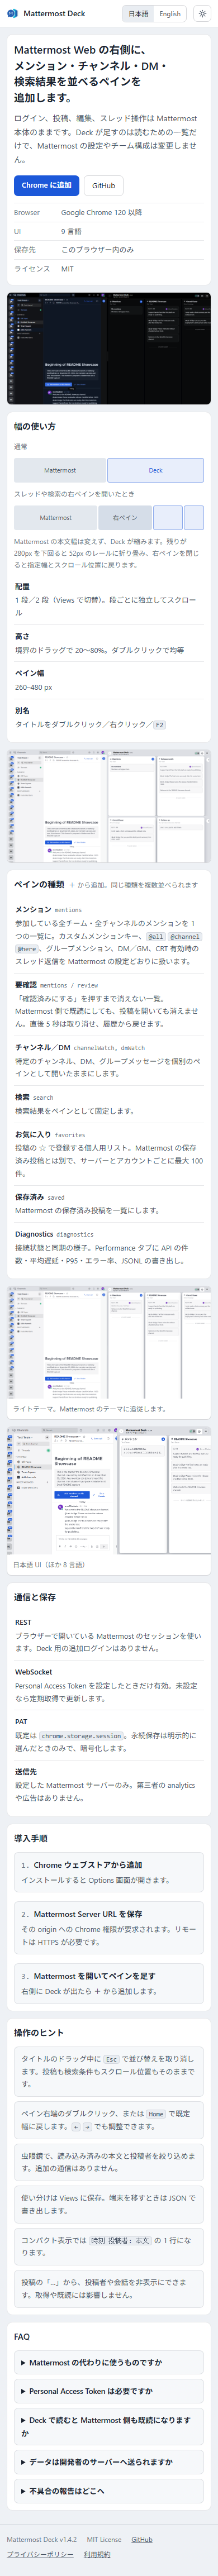 Mattermost Deck
日本語 English
Mattermost Web の右側に、
メンション・チャンネル・DM・
検索結果を並べるペインを
追加します。
ログイン、投稿、編集、スレッド操作は Mattermost
本体のままです。Deck が足すのは読むための一覧だ
けで、Mattermost の設定やチーム構成は変更しませ
ん。
Chrome に追加 GitHub
Browser Google Chrome 120 以降
UI 9 言語
保存先 このブラウザー内のみ
ライセンス MIT
Beginning of README Showcase
幅の使い方
通常
Mattermost Deck
スレッドや検索の右ペインを開いたとき
Mattermost 右ペイン
Mattermost の本文幅は変えず、Deck が縮みます。残りが
280px を下回ると 52px のレールに折り畳み、右ペインを閉じ
ると指定幅とスクロール位置に戻ります。
配置
1 段／2 段（Views で切替）。段ごとに独立してスクロー
ル
高さ
境界のドラッグで 20〜80%。ダブルクリックで均等
ペイン幅
260–480 px
別名
タイトルをダブルクリック／右クリック／F2
Beginning of README Showcase
ペインの種類 ＋ から追加。同じ種類を複数並べられます
メンション mentions
参加している全チーム・全チャンネルのメンションを 1
つの一覧に。カスタムメンションキー、@all @channel
@here、グループメンション、DM／GM、CRT 有効時のス
レッド返信を Mattermost の設定どおりに扱います。
要確認 mentions / review
「確認済みにする」を押すまで消えない一覧。
Mattermost 側で既読にしても、投稿を開いても消えませ
ん。直後 5 秒は取り消せ、履歴から戻せます。
チャンネル／DM channelWatch, dmWatch
特定のチャンネル、DM、グループメッセージを個別のペイ
ンとして開いたままにします。
検索 search
検索結果をペインとして固定します。
お気に入り favorites
投稿の ☆ で登録する個人用リスト。Mattermost の保存
済み投稿とは別で、サーバーとアカウントごとに最大 100
件。
保存済み saved
Mattermost の保存済み投稿を一覧にします。
Diagnostics diagnostics
接続状態と同期の様子。Performance タブに API の件
数・平均遅延・P95・エラー率、JSONL の書き出し。
ライトテーマ。Mattermost のテーマに追従します。
Beginning of README
Showcase
日本語 UI（ほか 8 言語）
通信と保存
REST
ブラウザーで開いている Mattermost のセッションを使い
ます。Deck 用の追加ログインはありません。
WebSocket
Personal Access Token を設定したときだけ有効。未設定
なら定期取得で更新します。
PAT
既定は chrome.storage.session。永続保存は明示的に
選んだときのみで、暗号化します。
送信先
設定した Mattermost サーバーのみ。第三者の analytics
や広告はありません。
導入手順
1. Chrome ウェブストアから追加
インストールすると Options 画面が開きます。
2. Mattermost Server URL を保存
その origin への Chrome 権限が要求されます。リモー
トは HTTPS が必要です。
3. Mattermost を開いてペインを足す
右側に Deck が出たら ＋ から追加します。
操作のヒント
タイトルのドラッグ中に Esc で並び替えを取り消し
ます。投稿も検索条件もスクロール位置もそのままで
す。
ペイン右端のダブルクリック、または Home で既定
幅に戻します。← → でも調整できます。
虫眼鏡で、読み込み済みの本文と投稿者を絞り込めま
す。追加の通信はありません。
使い分けは Views に保存。端末を移すときは JSON で
書き出します。
コンパクト表示では 時刻 投稿者: 本文 の 1 行になり
ます。
投稿の「…」から、投稿者や会話を非表示にできま
す。取得や既読には影響しません。
FAQ
▶ Mattermost の代わりに使うものですか
▶ Personal Access Token は必要ですか
▶ Deck で読むと Mattermost 側も既読になります
か
▶ データは開発者のサーバーへ送られますか
▶ 不具合の報告はどこへ
Mattermost Deck v1.4.2 MIT License GitHub
プライバシーポリシー 利用規約